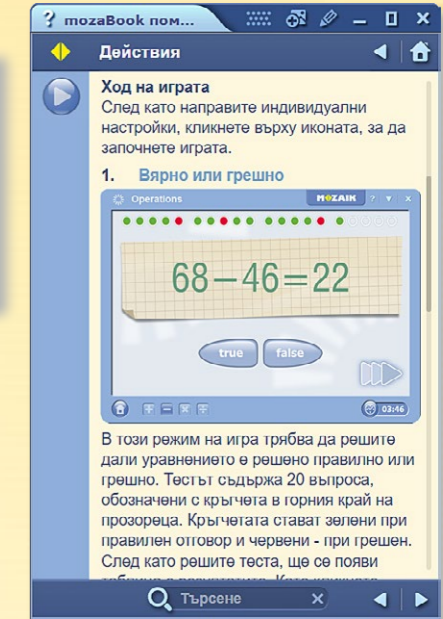 ? mozaBook пом...
Действия
Ход на играта
След като направите индивидуални
настройки, кликнете върху иконата, за да
започнете играта.
1. Вярно или грешно
Operations
MOZAIK ? x
68−46=22
true false
03:46
В този режим на игра трябва да решите
дали уравнението е решено правилно или
грешно. Тестът съдържа 20 въпроса,
обозначени с кръгчета в горния край на
прозореца. Кръгчетата стават зелени при
правилен отговор и червени - при грешен.
След като решите теста, ще се появи
Търсене x